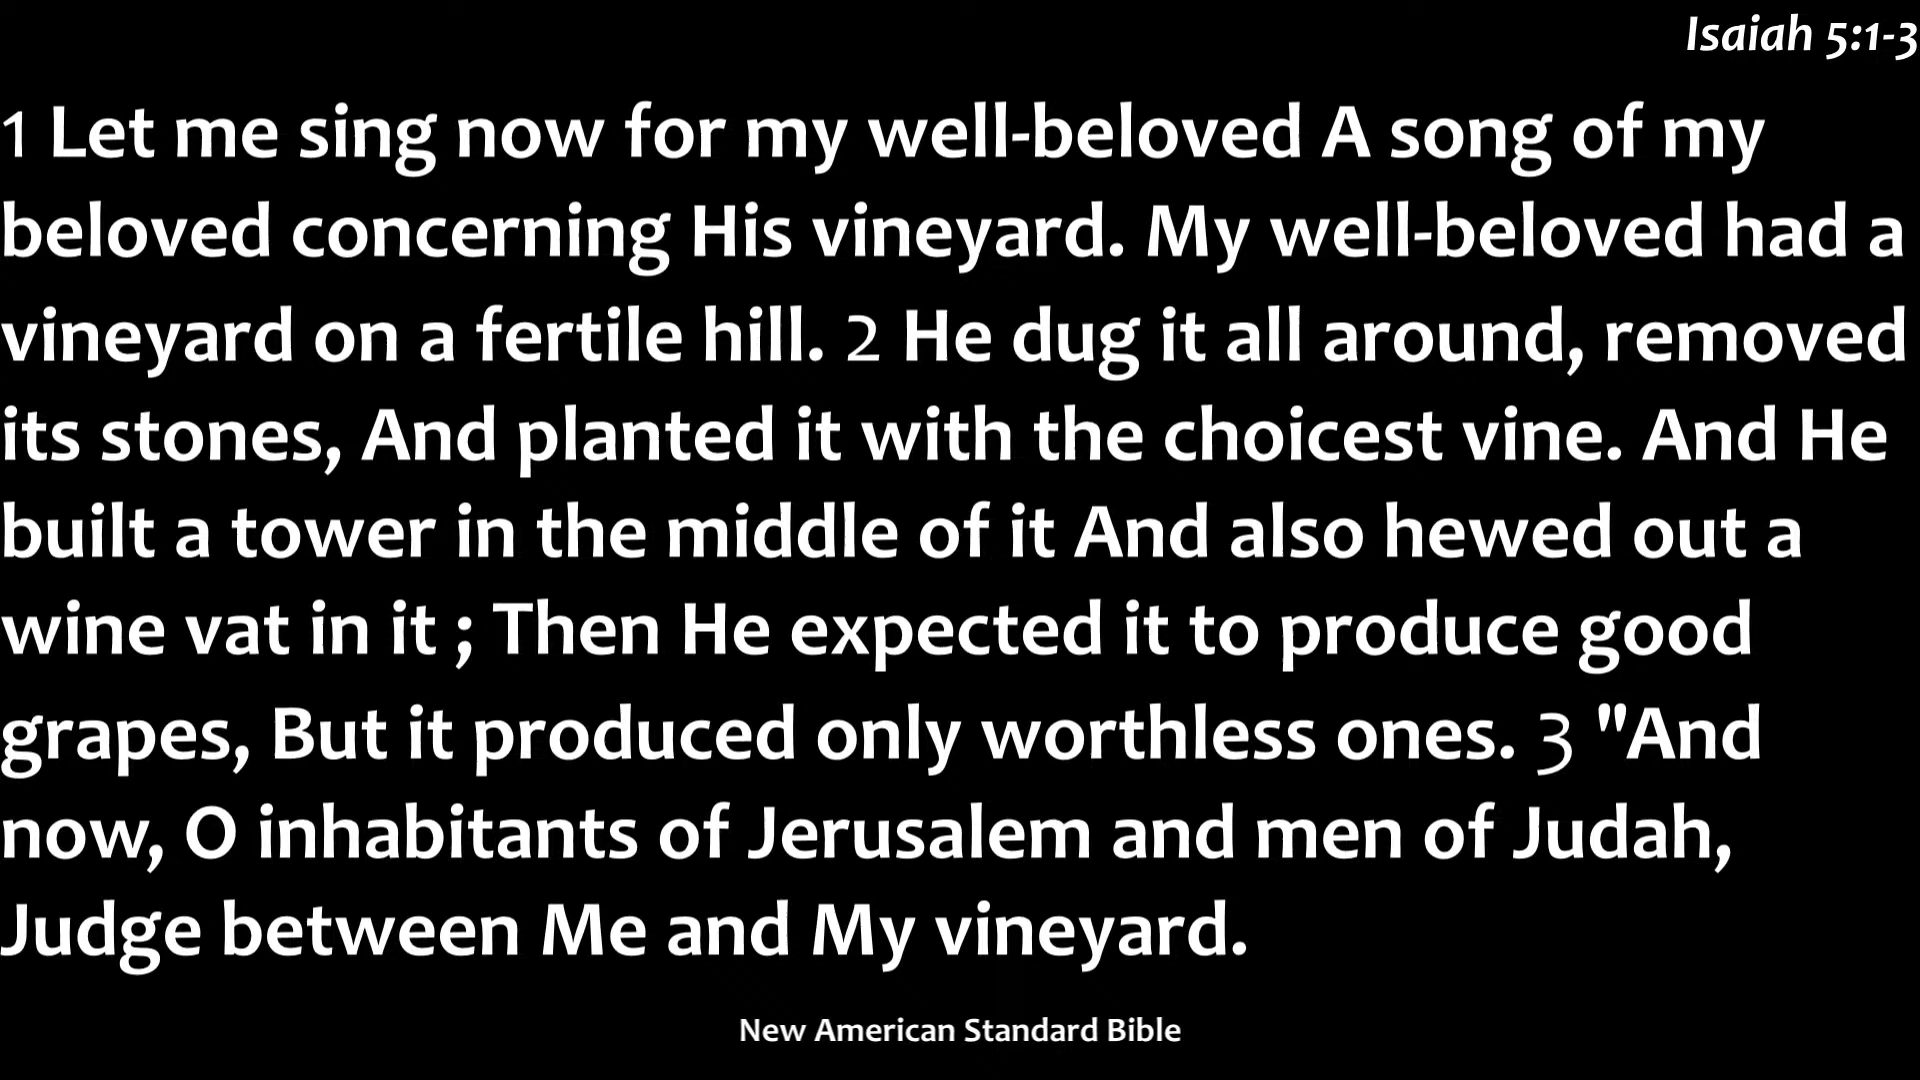 Isaiah 5:1-3
1 Let me sing now for my well-beloved A song of my
beloved concerning His vineyard. My well-beloved had a
vineyard on a fertile hill. 2 He dug it all around, removed
its stones, And planted it with the choicest vine. And He
built a tower in the middle of it And also hewed out a
wine vat in it ; Then He expected it to produce good
grapes, But it produced only worthless ones. 3 "And
now, O inhabitants of Jerusalem and men of Judah,
Judge between Me and My vineyard.
New American Standard Bible